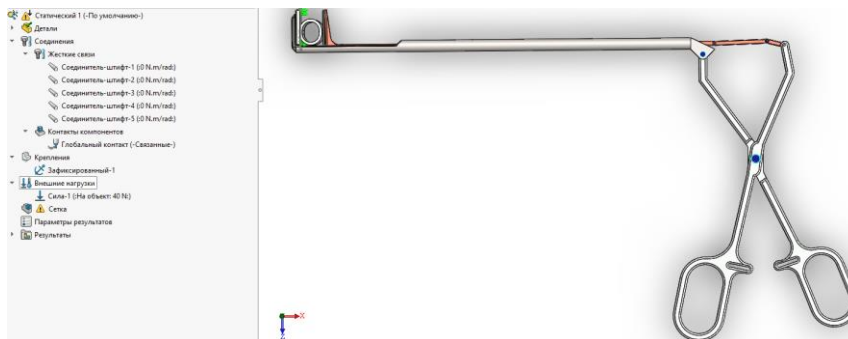 Статический 1 (-По умолчанию-)
Детали
Соединения
Жесткие связи
Соединитель-штифт-1 (:0 N.m/rad:)
Соединитель-штифт-2 (:0 N.m/rad:)
Соединитель-штифт-3 (:0 N.m/rad:)
Соединитель-штифт-4 (:0 N.m/rad:)
Соединитель-штифт-5 (:0 N.m/rad:)
Контакты компонентов
Глобальный контакт (-Связанные-)
Крепления
Зафиксированный-1
Внешние нагрузки
Сила-1 (:На объект: 40 N:)
Сетка
Параметры результатов
Результаты
X
Z